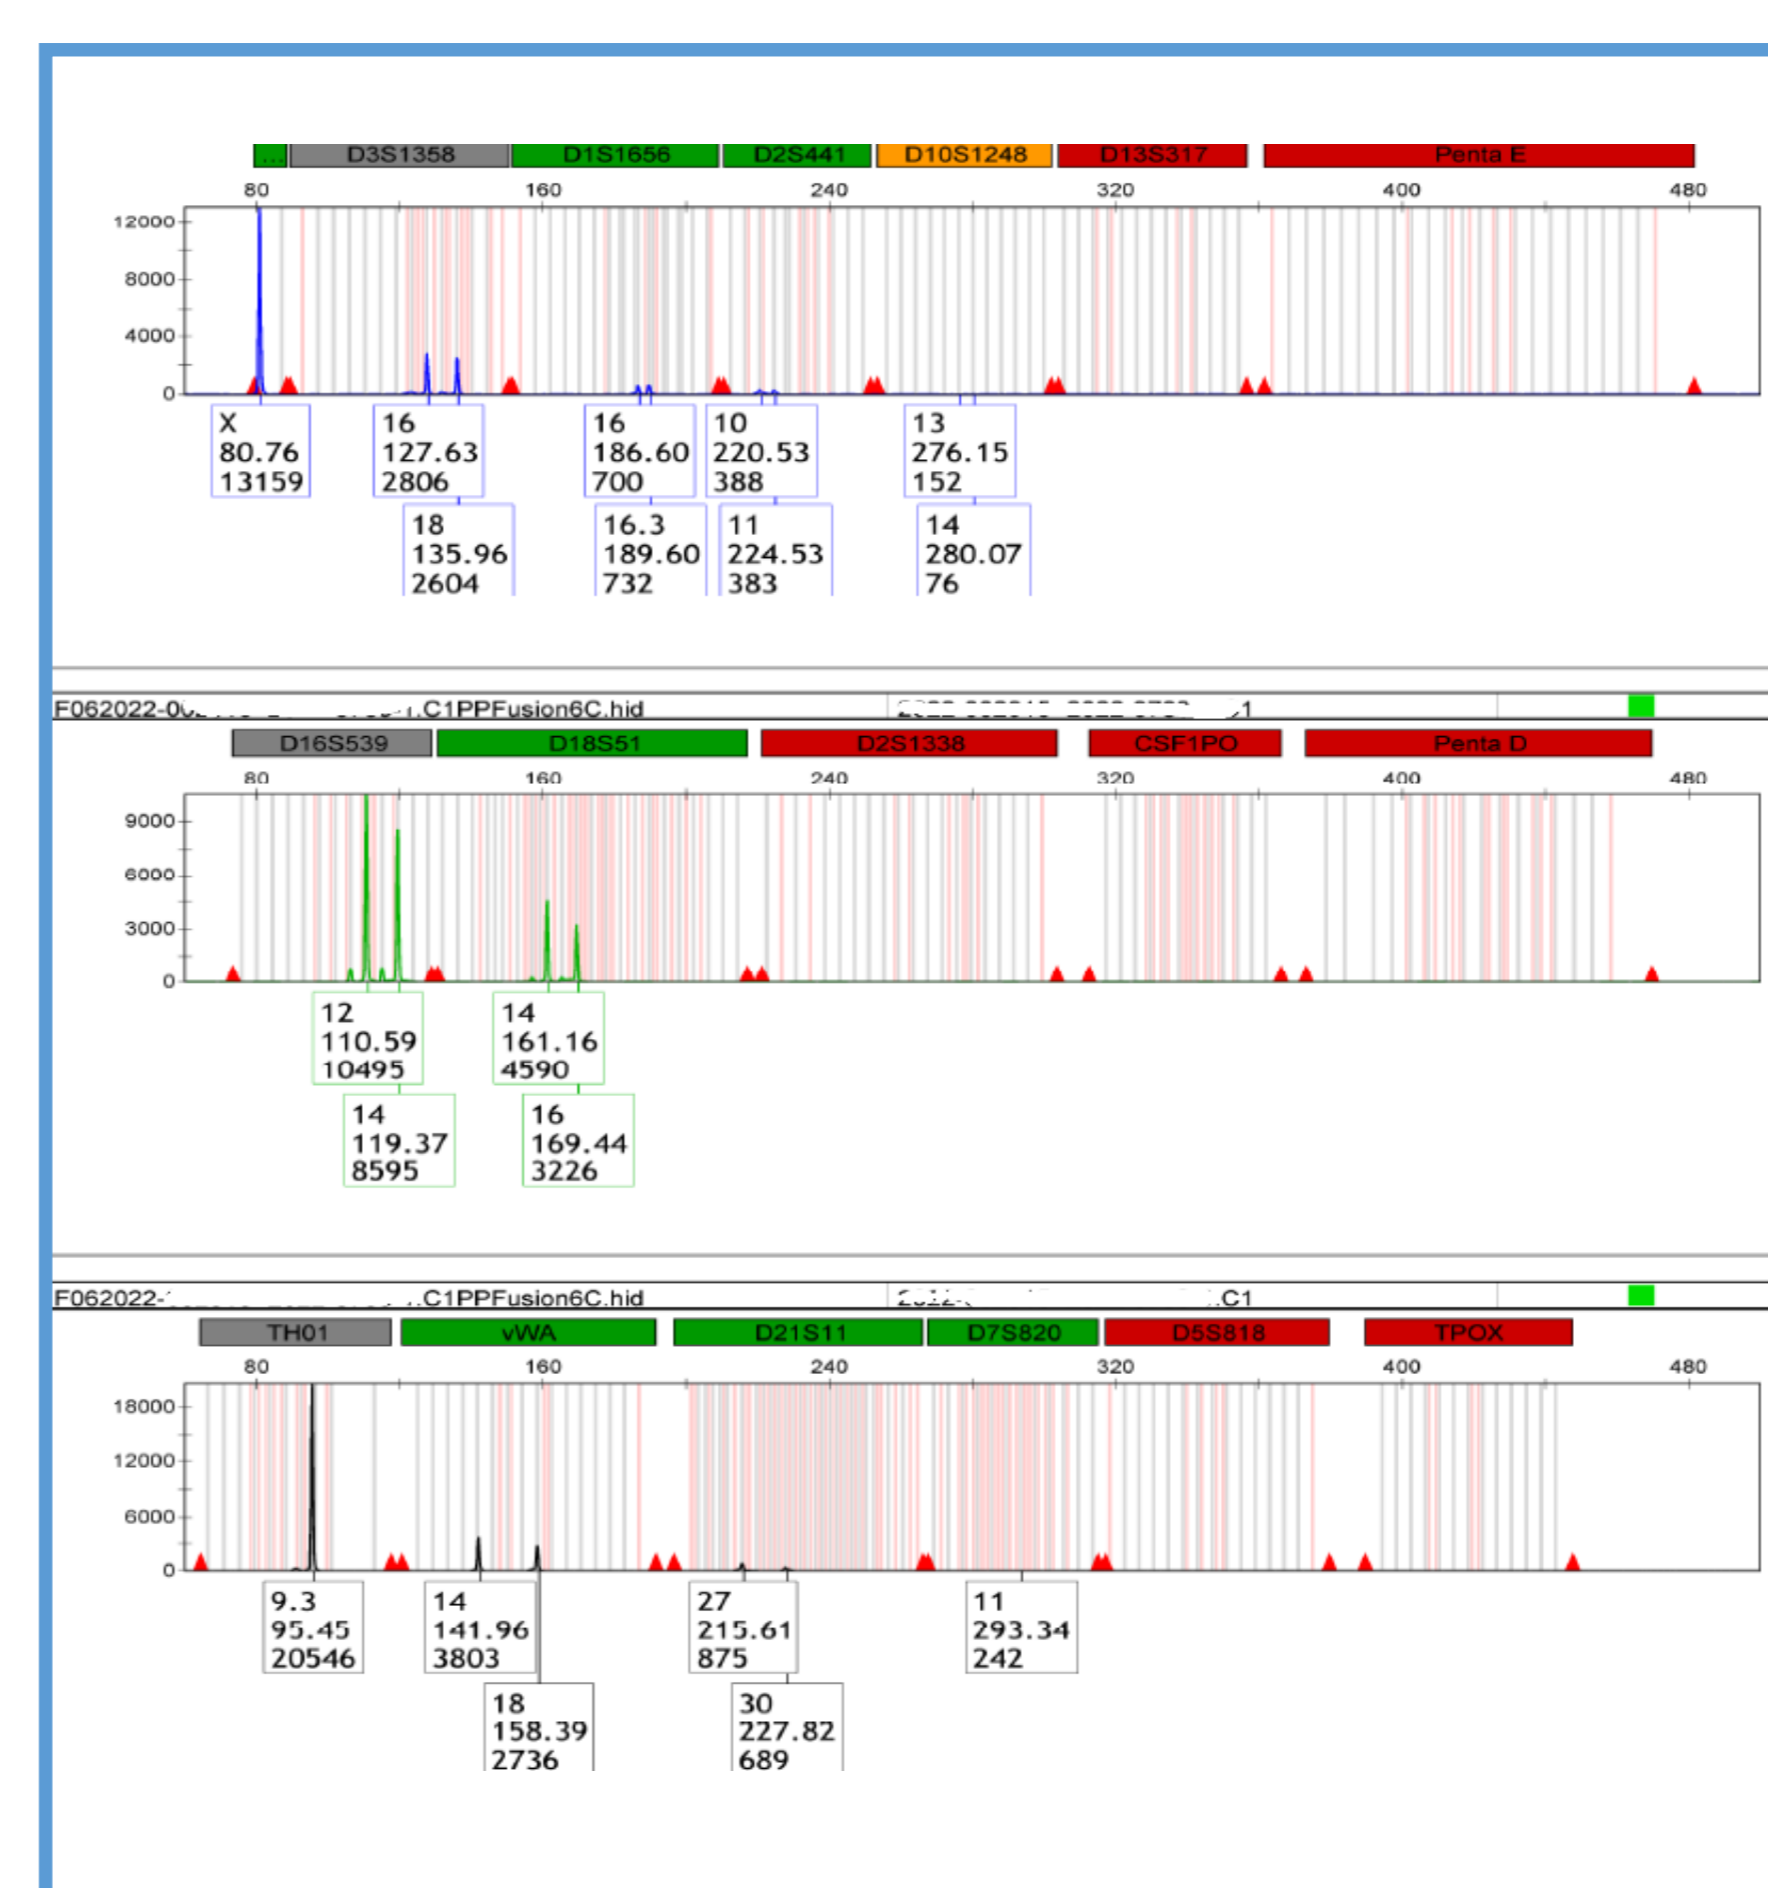 ... D3S1358 D1S1656 D2S441 D10S1248 D13S317 Penta E
80 160 240 320 400 480
12000
8000
4000
0
X 16 16 10 13
80.76 127.63 186.60 220.53 276.15
13159 2806 700 388 152
18 16.3 11 14
135.96 189.60 224.53 280.07
2604 732 383 76
F062022- .C1PPFusion6C.hid 1
D16S539 D18S51 D2S1338 CSF1PO Penta D
80 160 240 320 400 480
9000
6000
3000
0
12 14
110.59 161.16
10495 4590
14 16
119.37 169.44
8595 3226
F062022- .C1PPFusion6C.hid .C1
TH01 vWA D21S11 D7S820 D5S818 TPOX
80 160 240 320 400 480
18000
12000
6000
0
9.3 14 27 11
95.45 141.96 215.61 293.34
20546 3803 875 242
18 30
158.39 227.82
2736 689